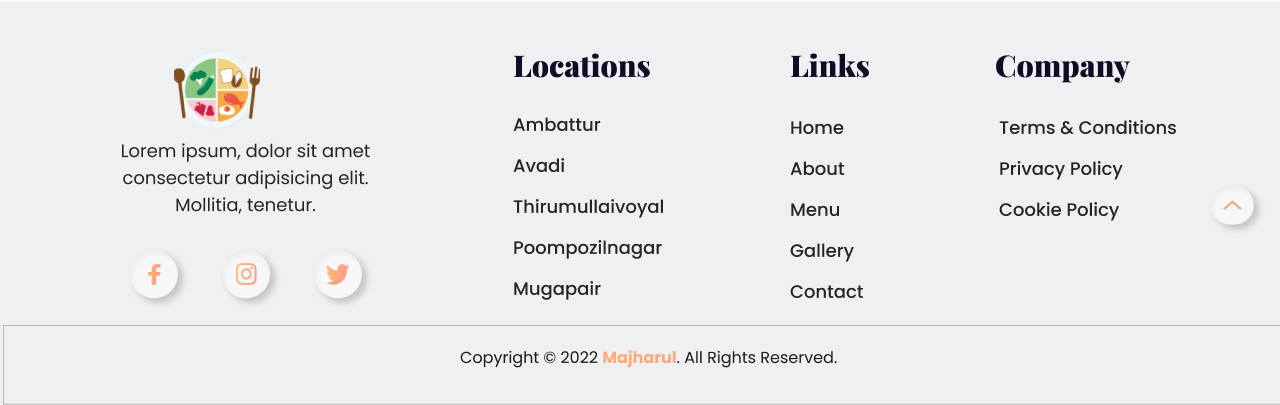 Lorem ipsum, dolor sit amet
consectetur adipisicing elit.
Mollitia, tenetur.
Locations
Ambattur
Avadi
Thirumullaivoyal
Poompozilnagar
Mugapair
Links
Home
About
Menu
Gallery
Contact
Company
Terms & Conditions
Privacy Policy
Cookie Policy
Copyright © 2022 Majharul. All Rights Reserved.